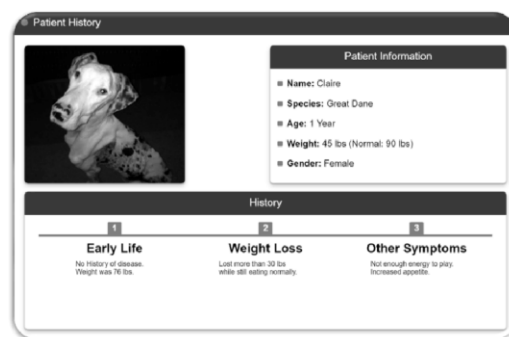 Patient History
Patient Information
Name: Claire
Species: Great Dane
Age: 1 Year
Weight: 45 lbs (Normal: 90 lbs)
Gender: Female
History
1
Early Life
No History of disease.
Weight was 76 lbs.
2
Weight Loss
Lost more than 30 lbs
while still eating normally.
3
Other Symptoms
Not enough energy to play.
Increased appetite.